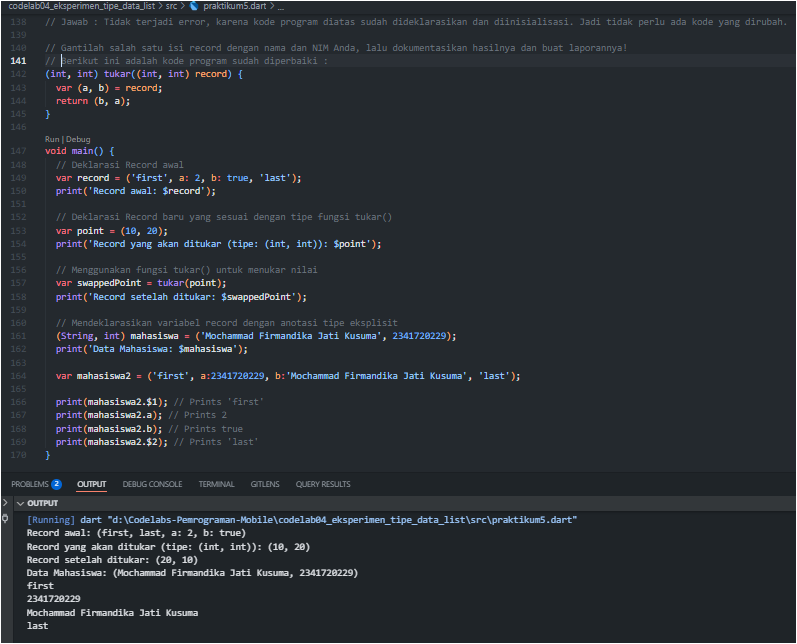 codelab04_eksperimen_tipe_data_list > src > praktikum5.dart > ...
138 // Jawab : Tidak terjadi error, karena kode program diatas sudah dideklarasikan dan diinisialisasi. Jadi tidak perlu ada kode yang dirubah.
139
140 // Gantilah salah satu isi record dengan nama dan NIM Anda, lalu dokumentasikan hasilnya dan buat laporannya!
141 // Berikut ini adalah kode program sudah diperbaiki :
142 (int, int) tukar((int, int) record) {
143   var (a, b) = record;
144   return (b, a);
145 }
146
Run | Debug
147 void main() {
148   // Deklarasi Record awal
149   var record = ('first', a: 2, b: true, 'last');
150   print('Record awal: $record');
151
152   // Deklarasi Record baru yang sesuai dengan tipe fungsi tukar()
153   var point = (10, 20);
154   print('Record yang akan ditukar (tipe: (int, int)): $point');
155
156   // Menggunakan fungsi tukar() untuk menukar nilai
157   var swappedPoint = tukar(point);
158   print('Record setelah ditukar: $swappedPoint');
159
160   // Mendeklarasikan variabel record dengan anotasi tipe eksplisit
161   (String, int) mahasiswa = ('Mochammad Firmandika Jati Kusuma', 2341720229);
162   print('Data Mahasiswa: $mahasiswa');
163
164   var mahasiswa2 = ('first', a:2341720229, b:'Mochammad Firmandika Jati Kusuma', 'last');
165
166   print(mahasiswa2.$1); // Prints 'first'
167   print(mahasiswa2.a); // Prints 2
168   print(mahasiswa2.b); // Prints true
169   print(mahasiswa2.$2); // Prints 'last'
170 }
PROBLEMS 2 OUTPUT DEBUG CONSOLE TERMINAL GITLENS QUERY RESULTS
OUTPUT
[Running] dart "d:\Codelabs-Pemrograman-Mobile\codelab04_eksperimen_tipe_data_list\src\praktikum5.dart"
Record awal: (first, last, a: 2, b: true)
Record yang akan ditukar (tipe: (int, int)): (10, 20)
Record setelah ditukar: (20, 10)
Data Mahasiswa: (Mochammad Firmandika Jati Kusuma, 2341720229)
first
2341720229
Mochammad Firmandika Jati Kusuma
last